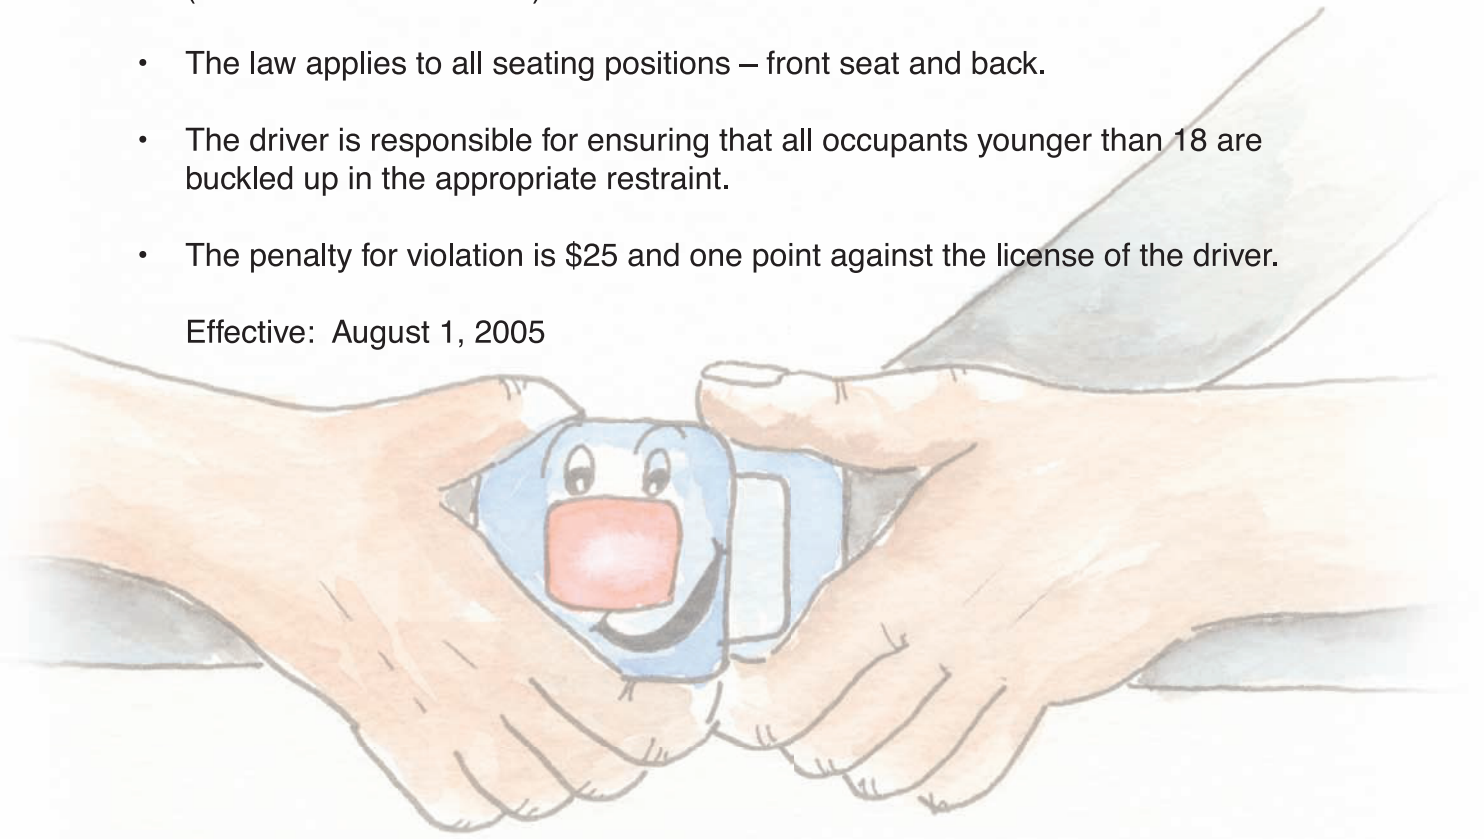 • The law applies to all seating positions – front seat and back.
• The driver is responsible for ensuring that all occupants younger than 18 are
buckled up in the appropriate restraint.
• The penalty for violation is $25 and one point against the license of the driver.
Effective: August 1, 2005